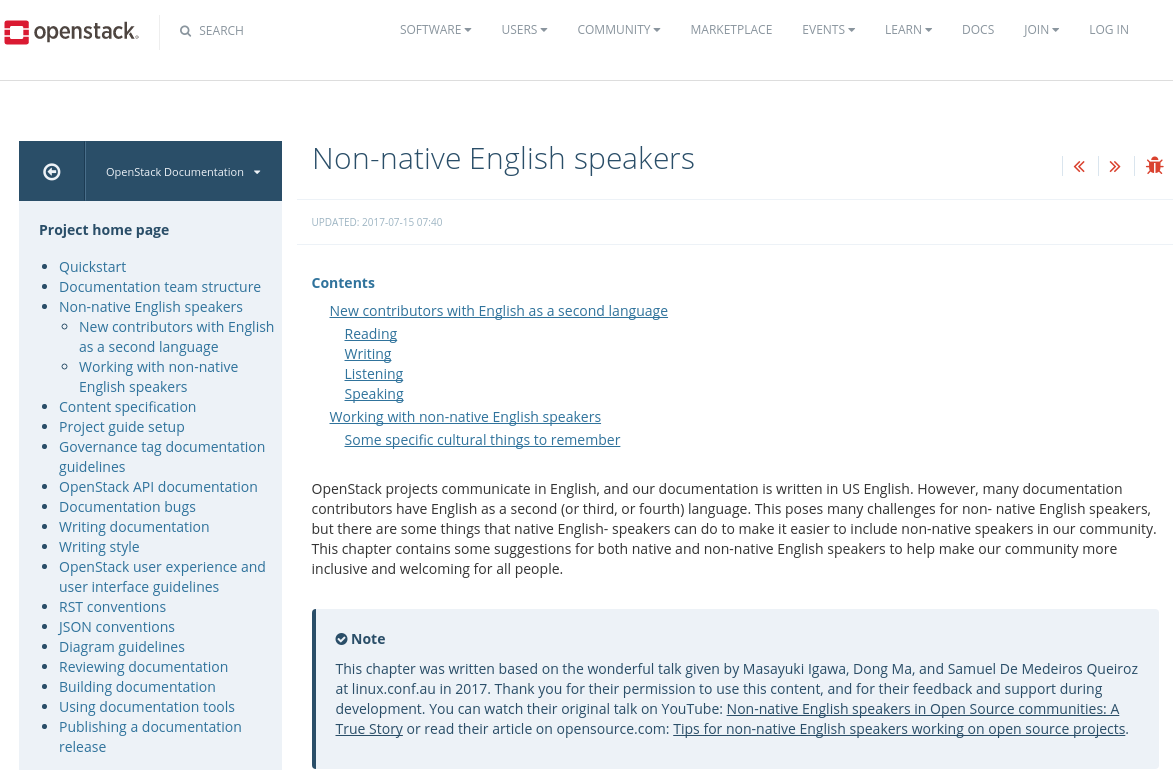 openstack.
SEARCH
SOFTWARE
USERS
COMMUNITY
MARKETPLACE
EVENTS
LEARN
DOCS
JOIN
LOG IN
OpenStack Documentation
Project home page
Quickstart
Documentation team structure
Non-native English speakers
New contributors with English
as a second language
Working with non-native
English speakers
Content specification
Project guide setup
Governance tag documentation
guidelines
OpenStack API documentation
Documentation bugs
Writing documentation
Writing style
OpenStack user experience and
user interface guidelines
RST conventions
JSON conventions
Diagram guidelines
Reviewing documentation
Building documentation
Using documentation tools
Publishing a documentation
release
Non-native English speakers
UPDATED: 2017-07-15 07:40
Contents
New contributors with English as a second language
Reading
Writing
Listening
Speaking
Working with non-native English speakers
Some specific cultural things to remember
OpenStack projects communicate in English, and our documentation is written in US English. However, many documentation
contributors have English as a second (or third, or fourth) language. This poses many challenges for non- native English speakers,
but there are some things that native English- speakers can do to make it easier to include non-native speakers in our community.
This chapter contains some suggestions for both native and non-native English speakers to help make our community more
inclusive and welcoming for all people.
Note
This chapter was written based on the wonderful talk given by Masayuki Igawa, Dong Ma, and Samuel De Medeiros Queiroz
at linux.conf.au in 2017. Thank you for their permission to use this content, and for their feedback and support during
development. You can watch their original talk on YouTube: Non-native English speakers in Open Source communities: A
True Story or read their article on opensource.com: Tips for non-native English speakers working on open source projects.